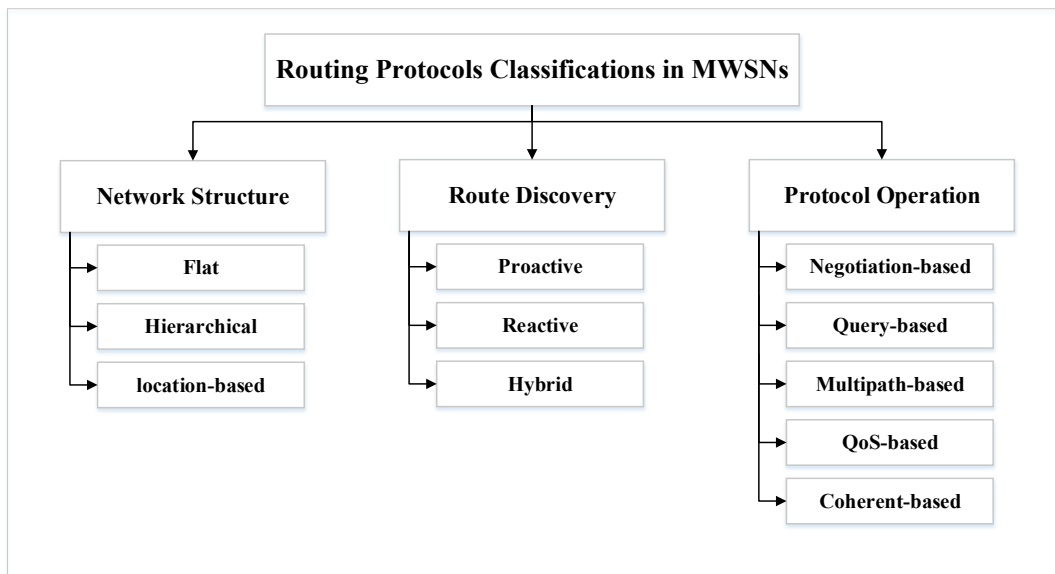 Routing Protocols Classifications in MWSNs
Network Structure
Flat
Hierarchical
location-based
Route Discovery
Proactive
Reactive
Hybrid
Protocol Operation
Negotiation-based
Query-based
Multipath-based
QoS-based
Coherent-based